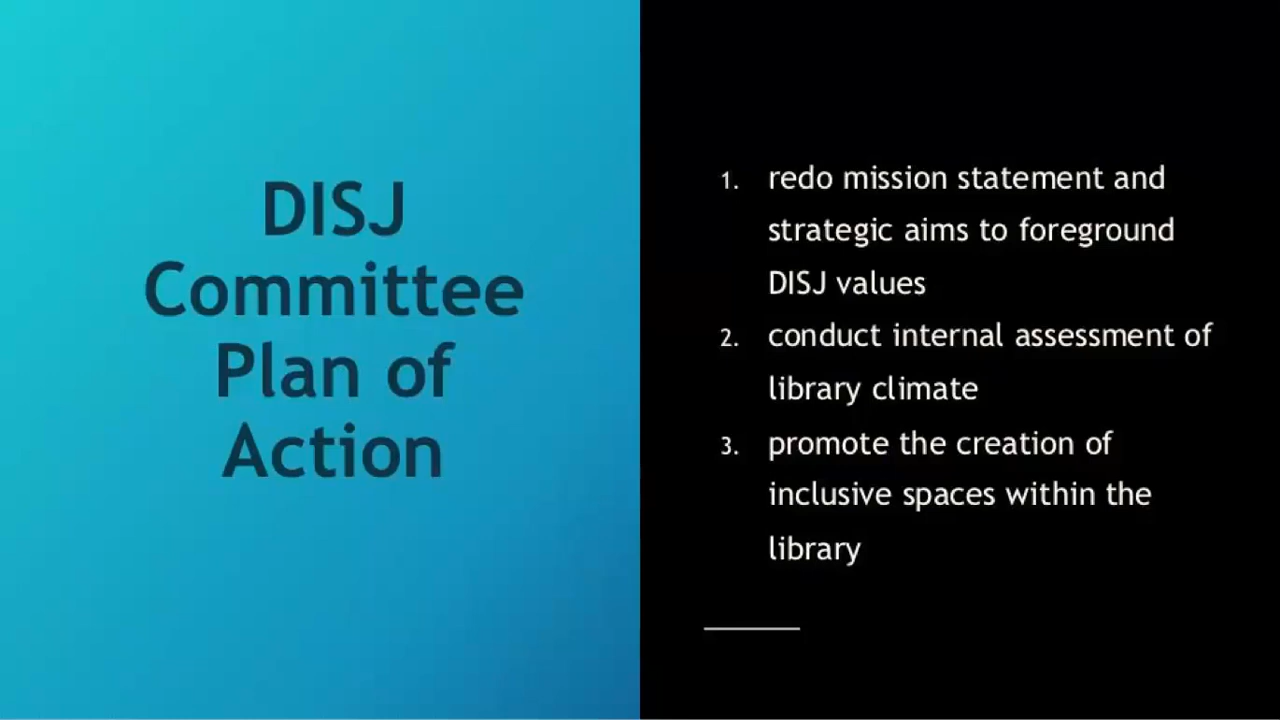 DISJ
Committee
Plan of
Action
1. redo mission statement and
strategic aims to foreground
DISJ values
2. conduct internal assessment of
library climate
3. promote the creation of
inclusive spaces within the
library